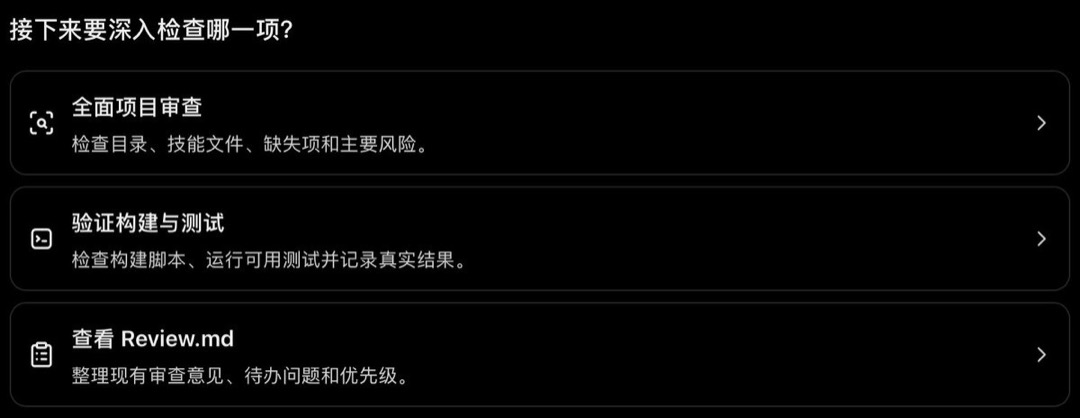 接下来要深入检查哪一项?
全面项目审查
检查目录、技能文件、缺失项和主要风险。
验证构建与测试
检查构建脚本、运行可用测试并记录真实结果。
查看 Review.md
整理现有审查意见、待办问题和优先级。